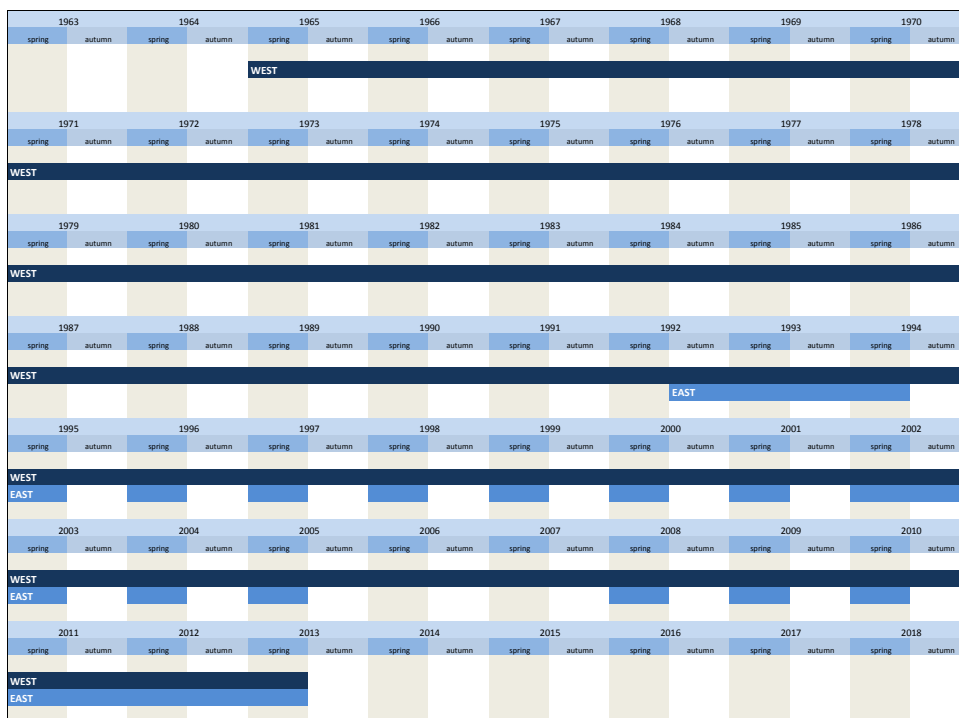 1963 1964 1965 1966 1967 1968 1969 1970
spring autumn spring autumn spring autumn spring autumn spring autumn spring autumn spring autumn spring autumn
WEST
1971 1972 1973 1974 1975 1976 1977 1978
spring autumn spring autumn spring autumn spring autumn spring autumn spring autumn spring autumn spring autumn
WEST
1979 1980 1981 1982 1983 1984 1985 1986
spring autumn spring autumn spring autumn spring autumn spring autumn spring autumn spring autumn spring autumn
WEST
1987 1988 1989 1990 1991 1992 1993 1994
spring autumn spring autumn spring autumn spring autumn spring autumn spring autumn spring autumn spring autumn
WEST
EAST
1995 1996 1997 1998 1999 2000 2001 2002
spring autumn spring autumn spring autumn spring autumn spring autumn spring autumn spring autumn spring autumn
WEST
EAST
2003 2004 2005 2006 2007 2008 2009 2010
spring autumn spring autumn spring autumn spring autumn spring autumn spring autumn spring autumn spring autumn
WEST
EAST
2011 2012 2013 2014 2015 2016 2017 2018
spring autumn spring autumn spring autumn spring autumn spring autumn spring autumn spring autumn spring autumn
WEST
EAST